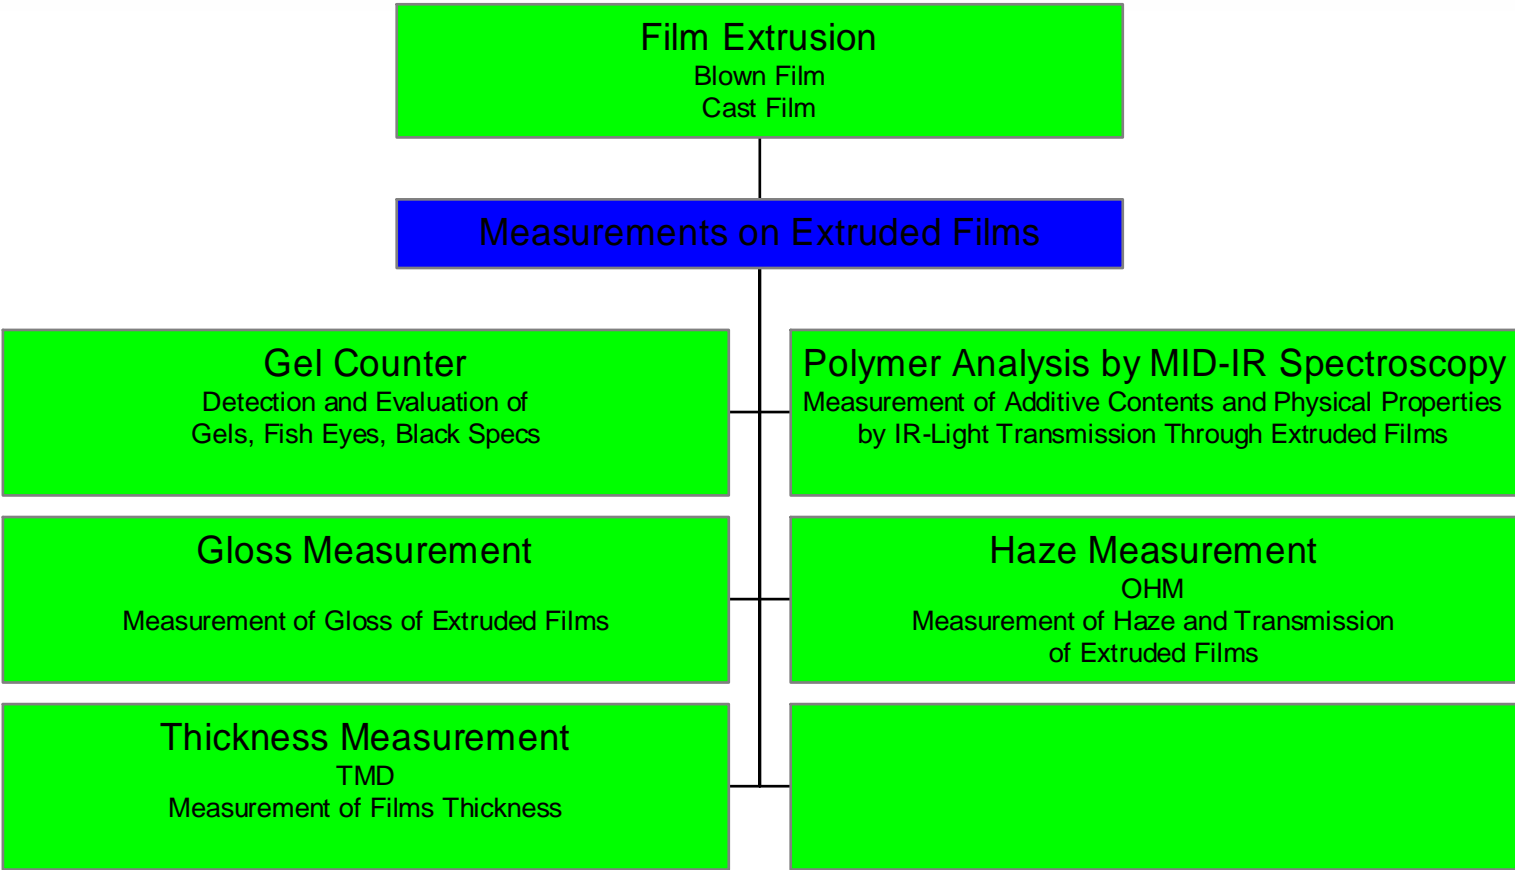 Film Extrusion
Blown Film
Cast Film
Measurements on Extruded Films
Gel Counter
Detection and Evaluation of
Gels, Fish Eyes, Black Specs
Polymer Analysis by MID-IR Spectroscopy
Measurement of Additive Contents and Physical Properties
by IR-Light Transmission Through Extruded Films
Gloss Measurement
Measurement of Gloss of Extruded Films
Haze Measurement
OHM
Measurement of Haze and Transmission
of Extruded Films
Thickness Measurement
TMD
Measurement of Films Thickness